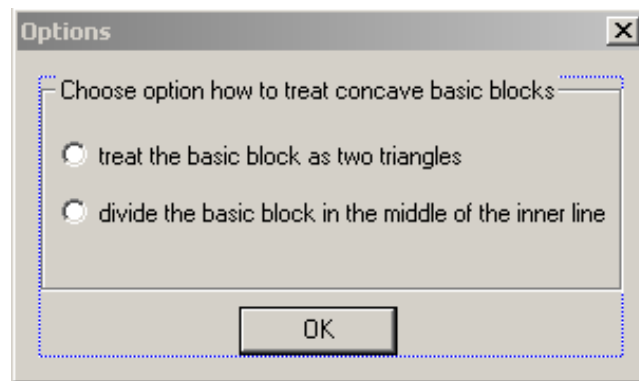 Options
Choose option how to treat concave basic blocks
treat the basic block as two triangles
divide the basic block in the middle of the inner line
OK